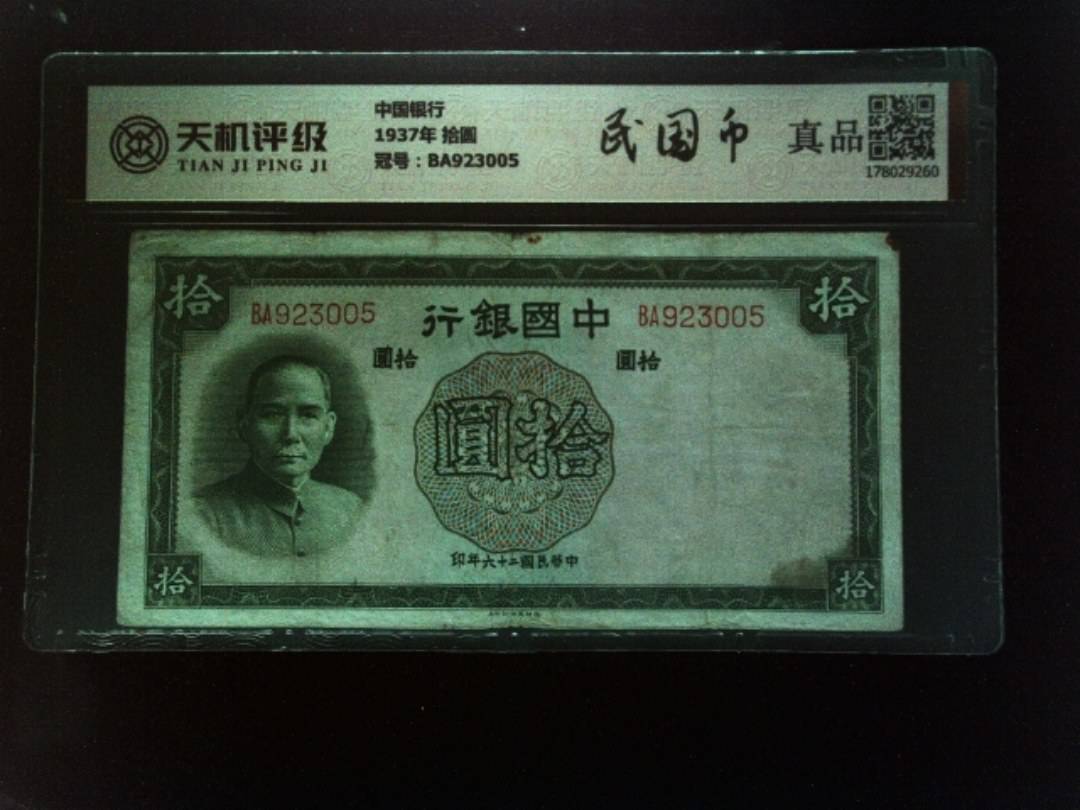 天机评级
TIAN JI PING JI
中国银行
1937年 拾圆
冠号：BA923005
民国币
真品
178029260
拾
拾
BA923005
行銀國中
BA923005
圓拾
圓拾
圓拾
印年六十二國民華中
拾
拾